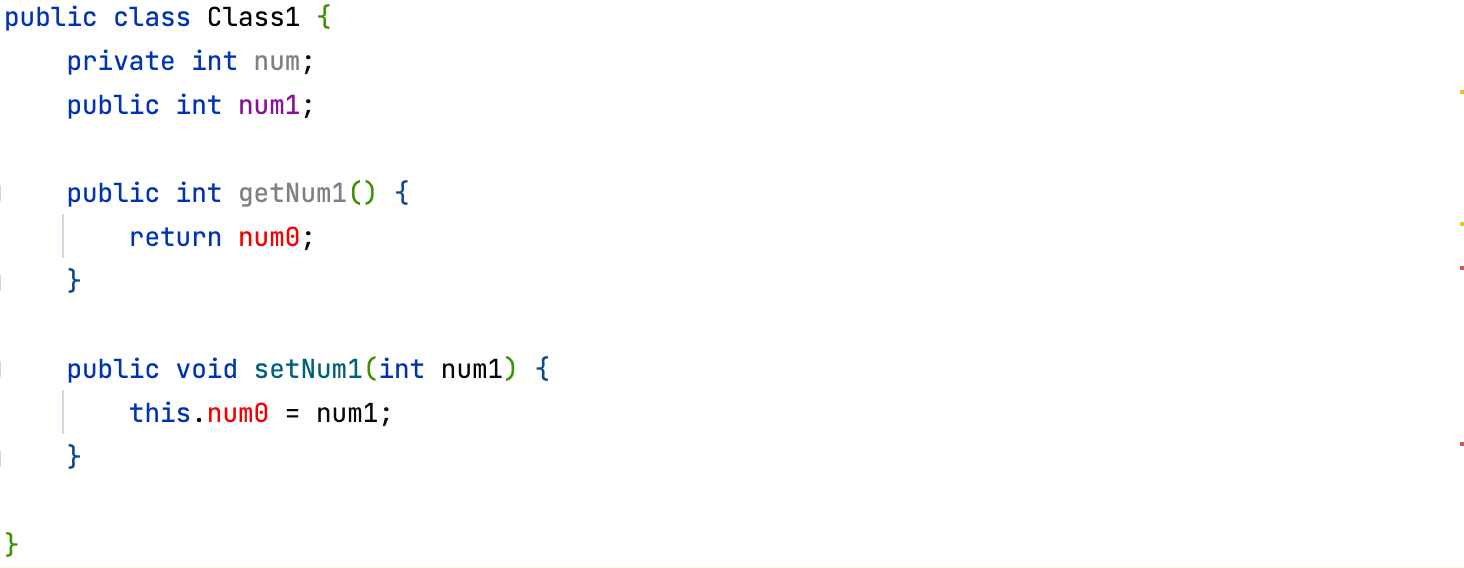 public class Class1 {
    private int num;
    public int num1;

    public int getNum1() {
        return num0;
    }

    public void setNum1(int num1) {
        this.num0 = num1;
    }

}